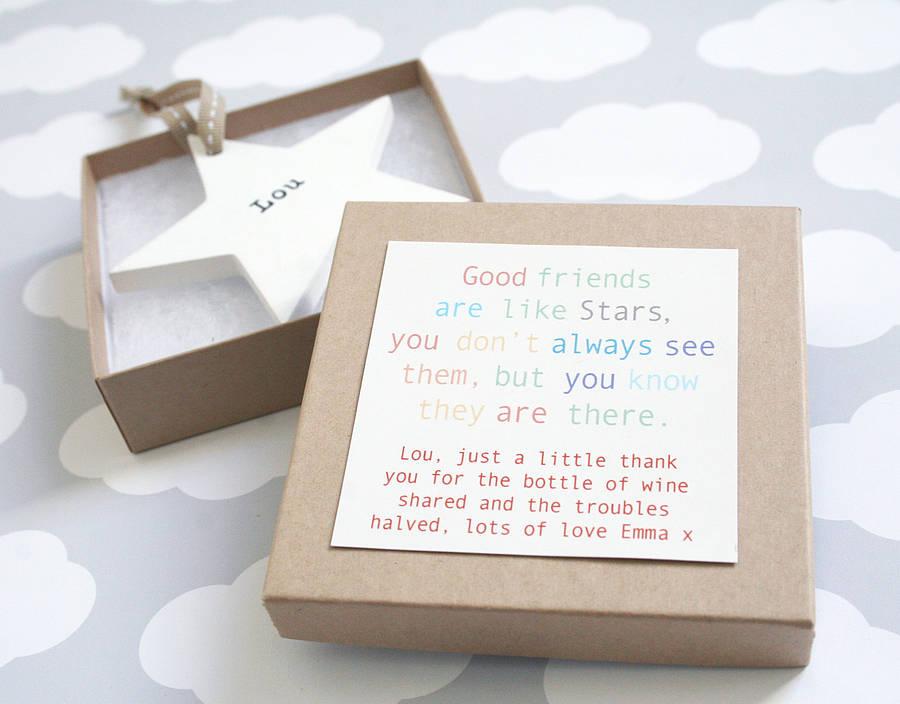 Lou
Good friends
are like Stars,
you don't always see
them, but you know
they are there.
Lou, just a little thank
you for the bottle of wine
shared and the troubles
halved, lots of love Emma x